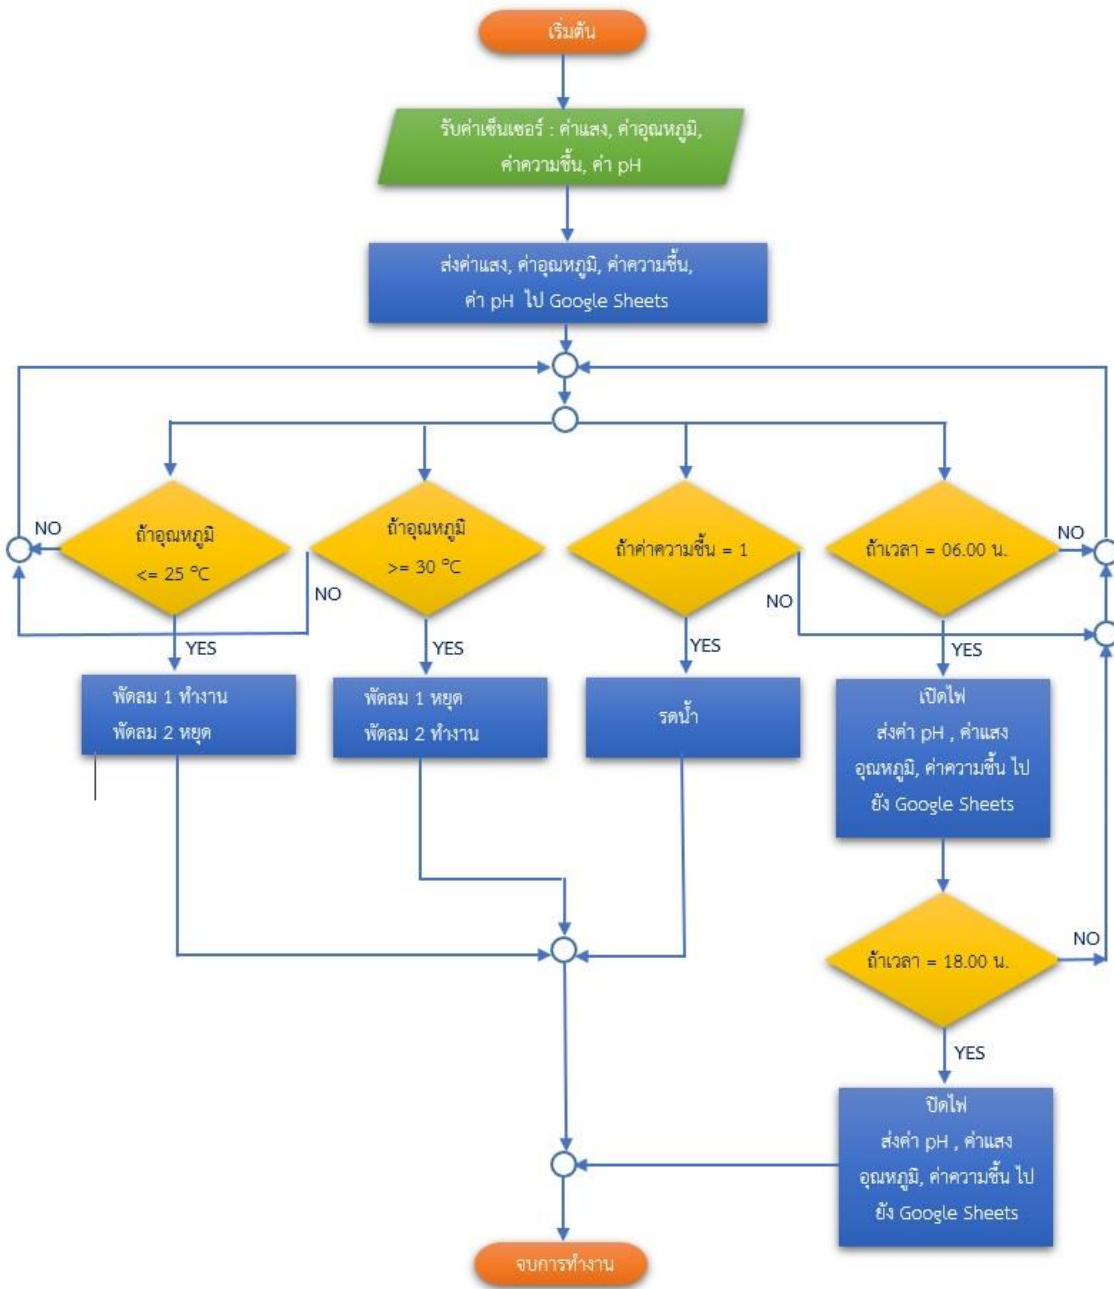 เริ่มต้น
รับค่าเซ็นเซอร์ : ค่าแสง, ค่าอุณหภูมิ,
ค่าความชื้น, ค่า pH
ส่งค่าแสง, ค่าอุณหภูมิ, ค่าความชื้น,
ค่า pH ไป Google Sheets
NO
ถ้าอุณหภูมิ
<= 25 °C
YES
พัดลม 1 ทำงาน
พัดลม 2 หยุด
ถ้าอุณหภูมิ
>= 30 °C
NO
YES
พัดลม 1 หยุด
พัดลม 2 ทำงาน
ถ้าค่าความชื้น = 1
NO
YES
รดน้ำ
ถ้าเวลา = 06.00 น.
NO
YES
เปิดไฟ
ส่งค่า pH , ค่าแสง
อุณหภูมิ, ค่าความชื้น ไป
ยัง Google Sheets
ถ้าเวลา = 18.00 น.
NO
YES
ปิดไฟ
ส่งค่า pH , ค่าแสง
อุณหภูมิ, ค่าความชื้น ไป
ยัง Google Sheets
จบการทำงาน